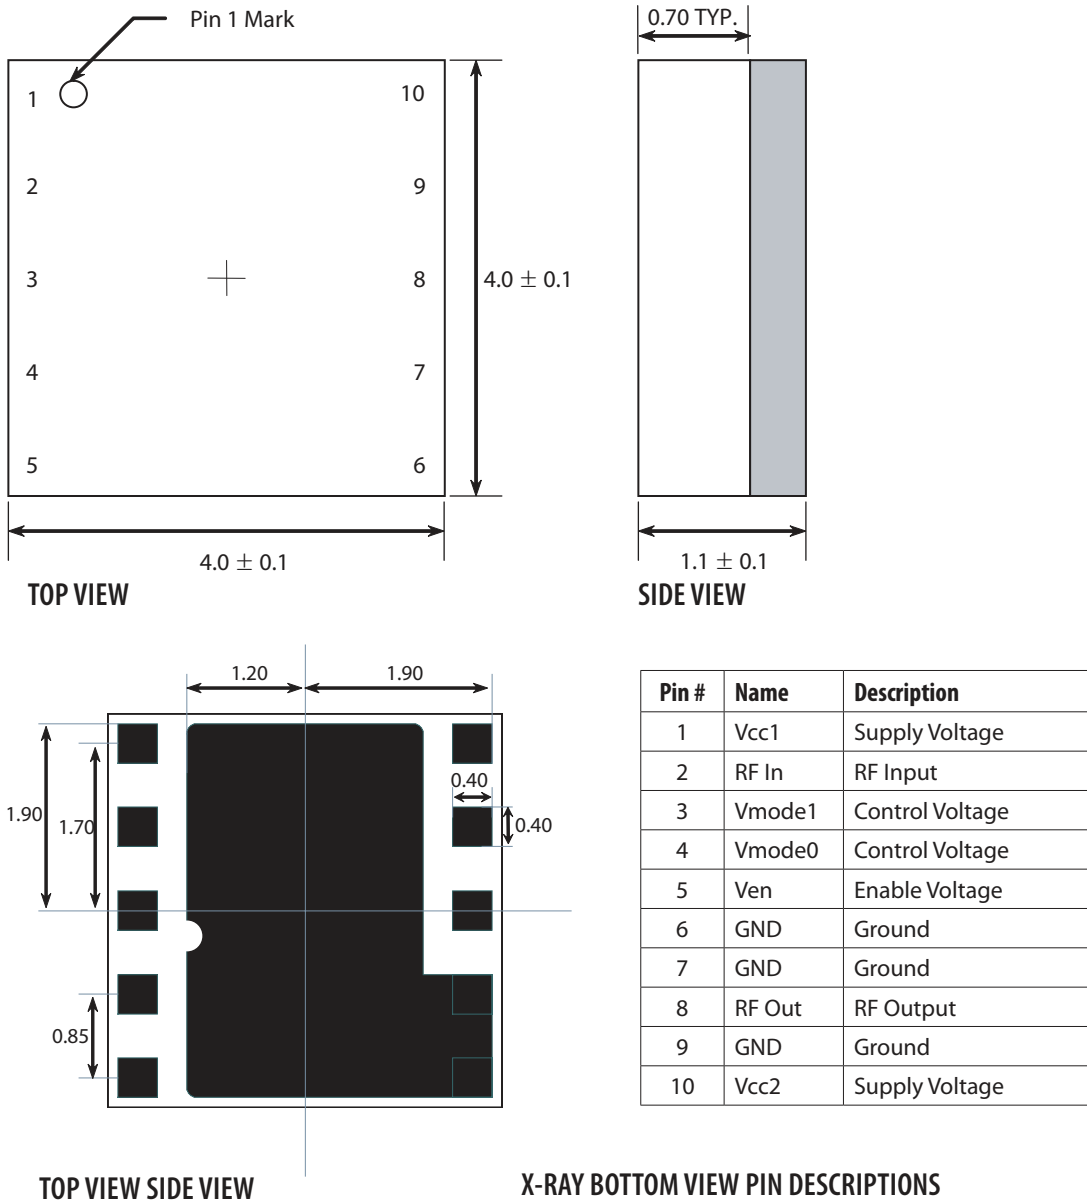 Pin 1 Mark
0.70 TYP.
1
10
2
9
3
8
4.0 ± 0.1
4
7
5
6
4.0 ± 0.1
1.1 ± 0.1
TOP VIEW
SIDE VIEW
1.20
1.90
0.40
1.90
1.70
0.40
0.85
Pin # Name Description
1 Vcc1 Supply Voltage
2 RF In RF Input
3 Vmode1 Control Voltage
4 Vmode0 Control Voltage
5 Ven Enable Voltage
6 GND Ground
7 GND Ground
8 RF Out RF Output
9 GND Ground
10 Vcc2 Supply Voltage
TOP VIEW SIDE VIEW
X-RAY BOTTOM VIEW PIN DESCRIPTIONS